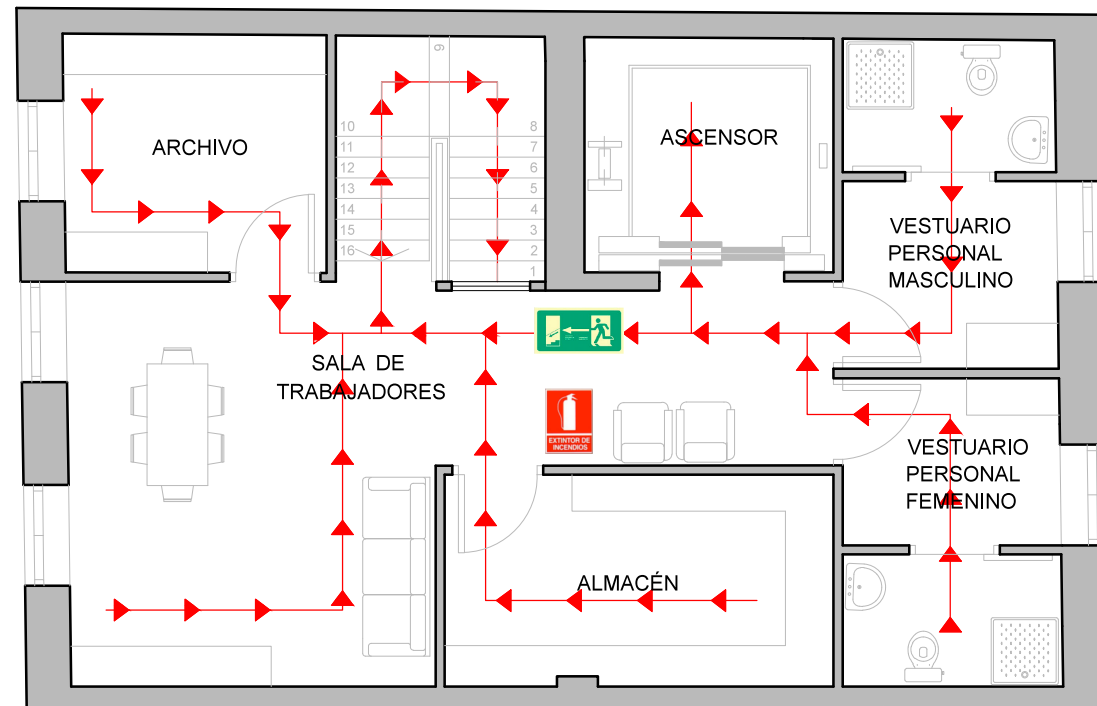 9
10
11
12
13
14
15
16
8
7
6
5
4
3
2
1
ARCHIVO
ASCENSOR
VESTUARIO
PERSONAL
MASCULINO
SALA DE
TRABAJADORES
EXTINTOR DE
INCENDIOS
VESTUARIO
PERSONAL
FEMENINO
ALMACÉN